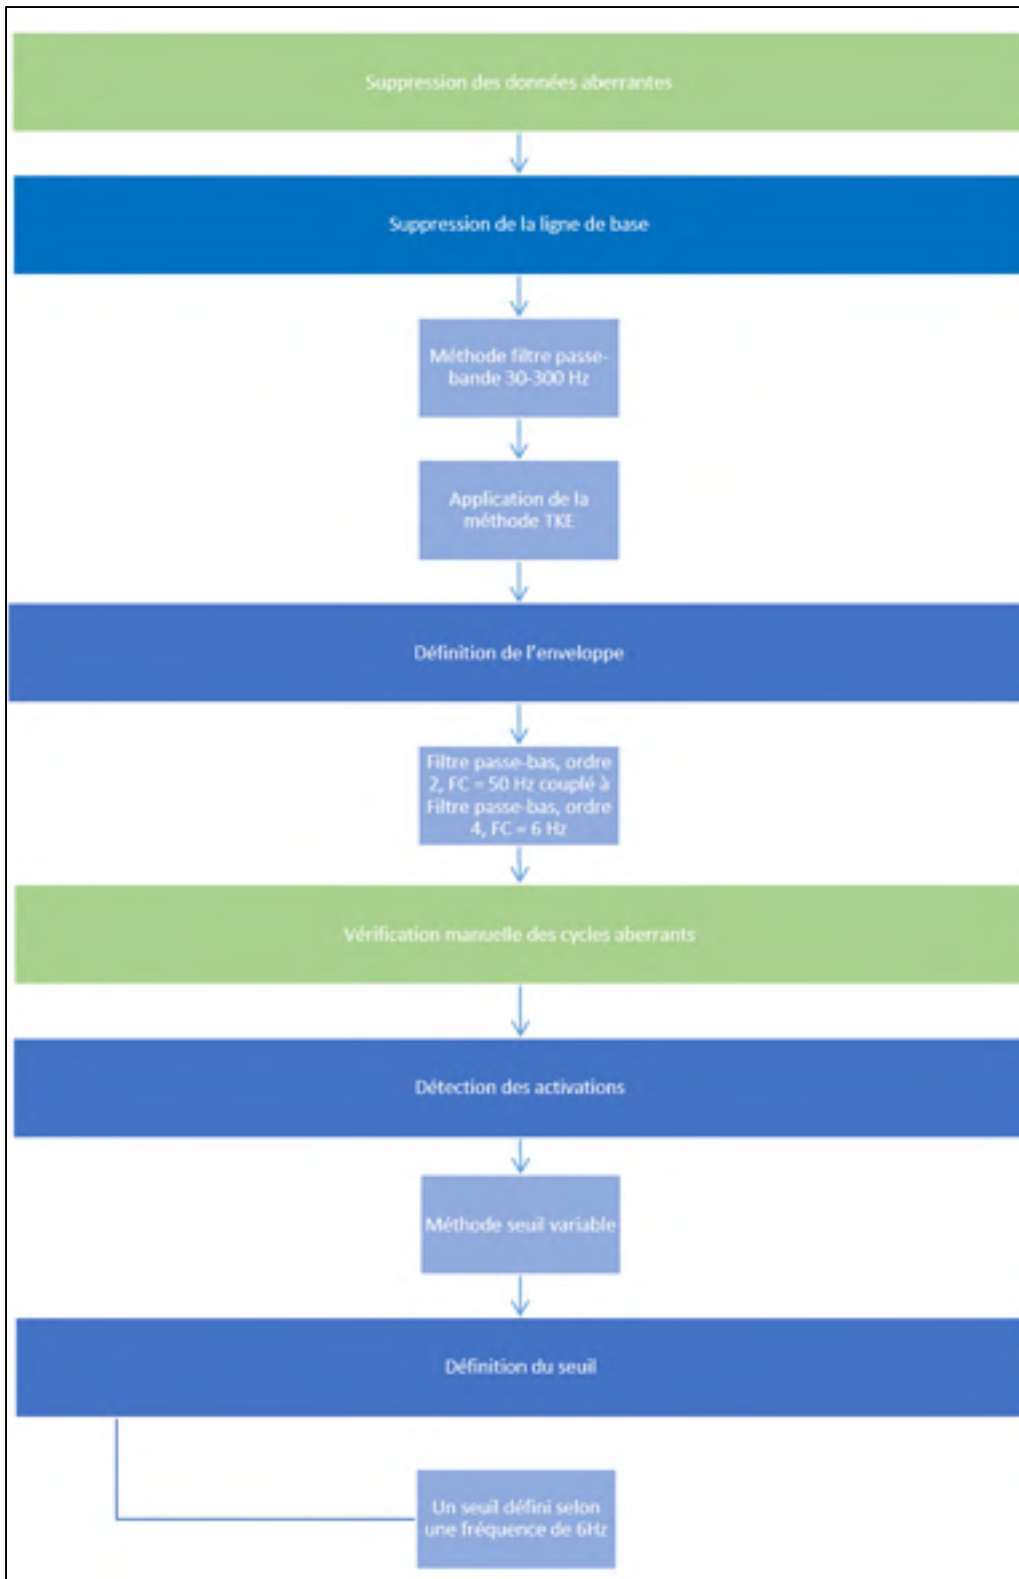 Suppression des données aberrantes
Suppression de la ligne de base
Méthode filtre passe-
bande 30-300 Hz
Application de la
méthode TKE
Définition de l'enveloppe
Filtre passe-bas, ordre
2, FC = 50 Hz couplé à
Filtre passe-bas, ordre
4, FC = 6 Hz
Vérification manuelle des cycles aberrants
Détection des activations
Méthode seuil variable
Définition du seuil
Un seuil défini selon
une fréquence de 6Hz